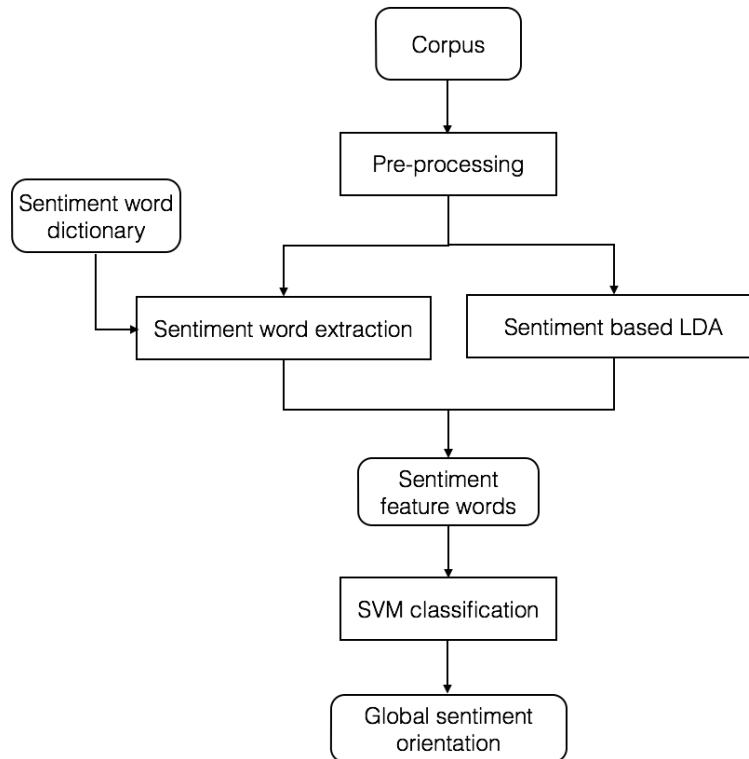 Corpus
Pre-processing
Sentiment word
dictionary
Sentiment word extraction
Sentiment based LDA
Sentiment
feature words
SVM classification
Global sentiment
orientation